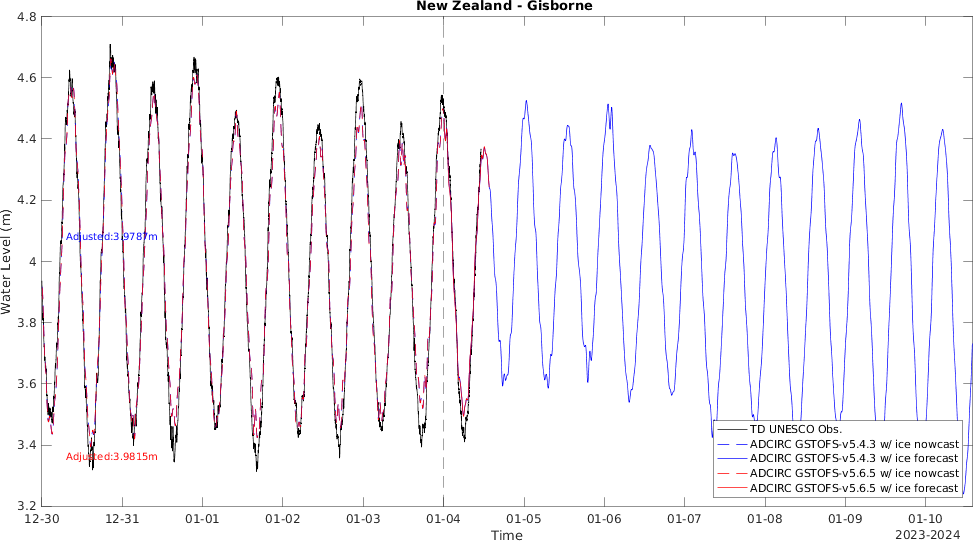 New Zealand - Gisborne
4.8
4.6
4.4
4.2
4
3.8
3.6
3.4
3.2
Water Level (m)
Adjusted:3.9787m
Adjusted:3.9815m
TD UNESCO Obs.
ADCIRC GSTOFS-v5.4.3 w/ ice nowcast
ADCIRC GSTOFS-v5.4.3 w/ ice forecast
ADCIRC GSTOFS-v5.6.5 w/ ice nowcast
ADCIRC GSTOFS-v5.6.5 w/ ice forecast
12-30 12-31 01-01 01-02 01-03 01-04 01-05 01-06 01-07 01-08 01-09 01-10
Time
2023-2024